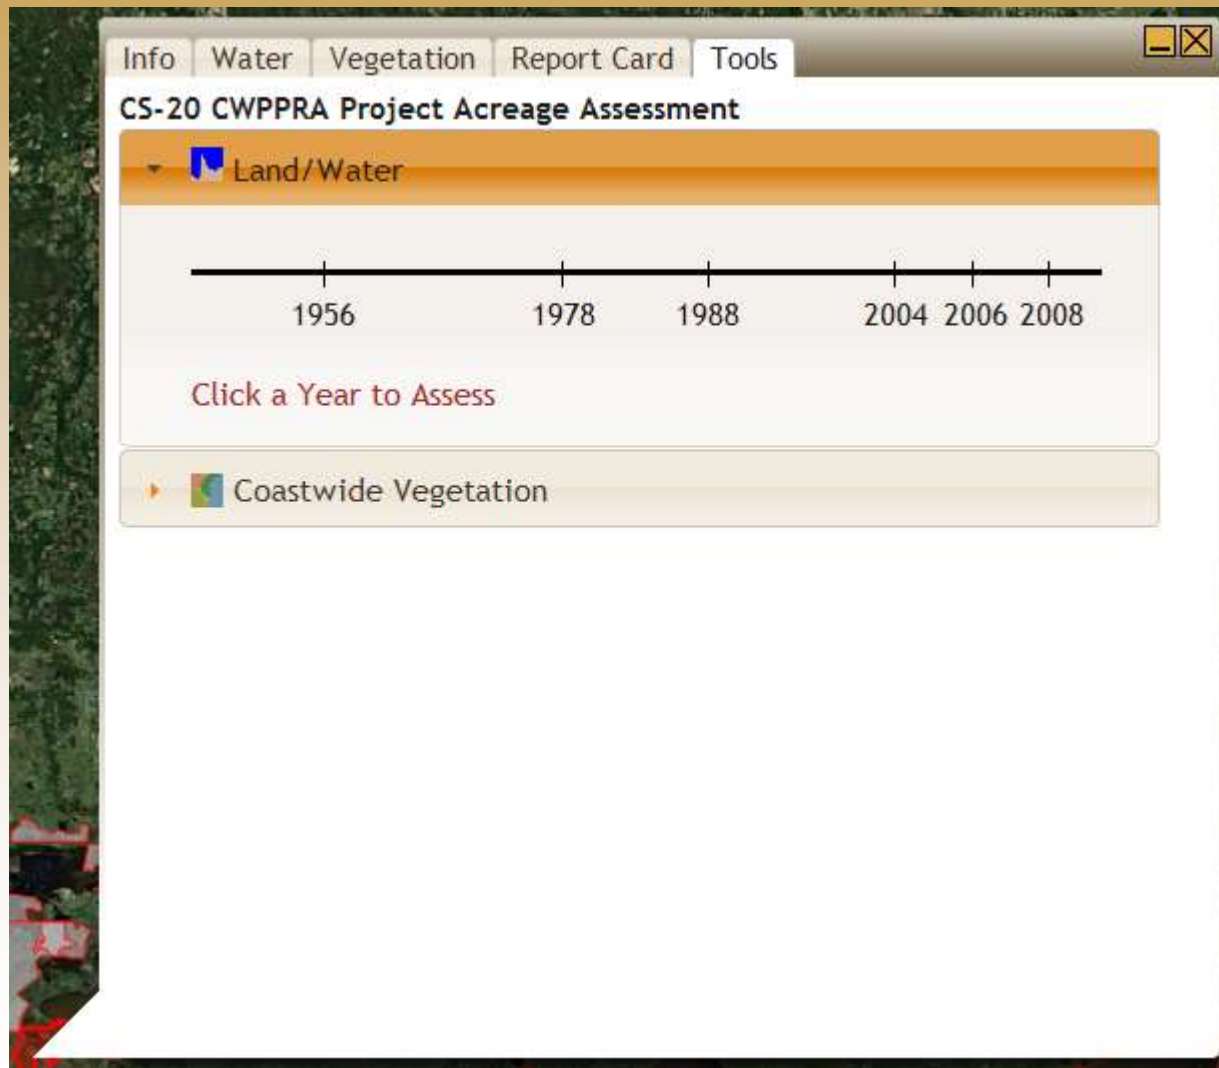 Info Water Vegetation Report Card Tools
CS-20 CWPPRA Project Acreage Assessment
Land/Water
1956 1978 1988 2004 2006 2008
Click a Year to Assess
Coastwide Vegetation